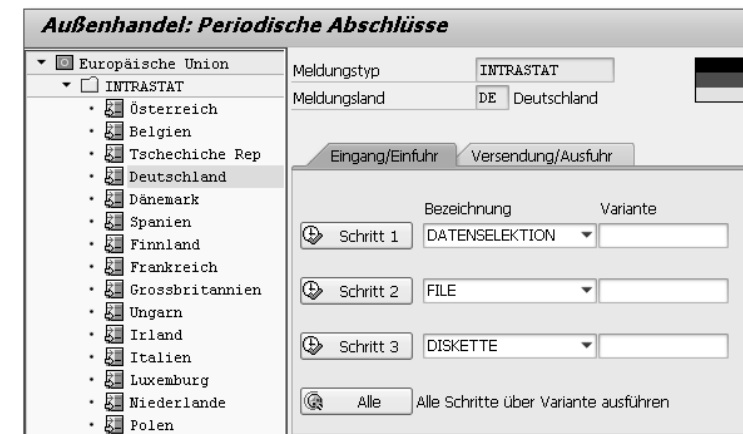 Außenhandel: Periodische Abschlüsse
Europäische Union
INTRASTAT
Österreich
Belgien
Tschechiche Rep
Deutschland
Dänemark
Spanien
Finnland
Frankreich
Grossbritannien
Ungarn
Irland
Italien
Luxemburg
Niederlande
Polen
Meldungstyp INTRASTAT
Meldungsland DE Deutschland
Eingang/Einfuhr Versendung/Ausfuhr
Bezeichnung Variante
Schritt 1 DATENSELEKTION
Schritt 2 FILE
Schritt 3 DISKETTE
Alle Alle Schritte über Variante ausführen